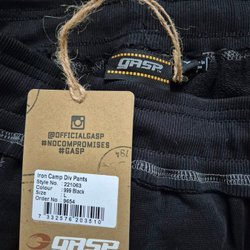 GASP
@OFFICIALGASP
#NOCOMPROMISES
#GASP
Iron Camp Div Pants
Style No. : 221063
Colour : 999 Black
Size : L
Order No : 9654
7 332576 203510
GASP